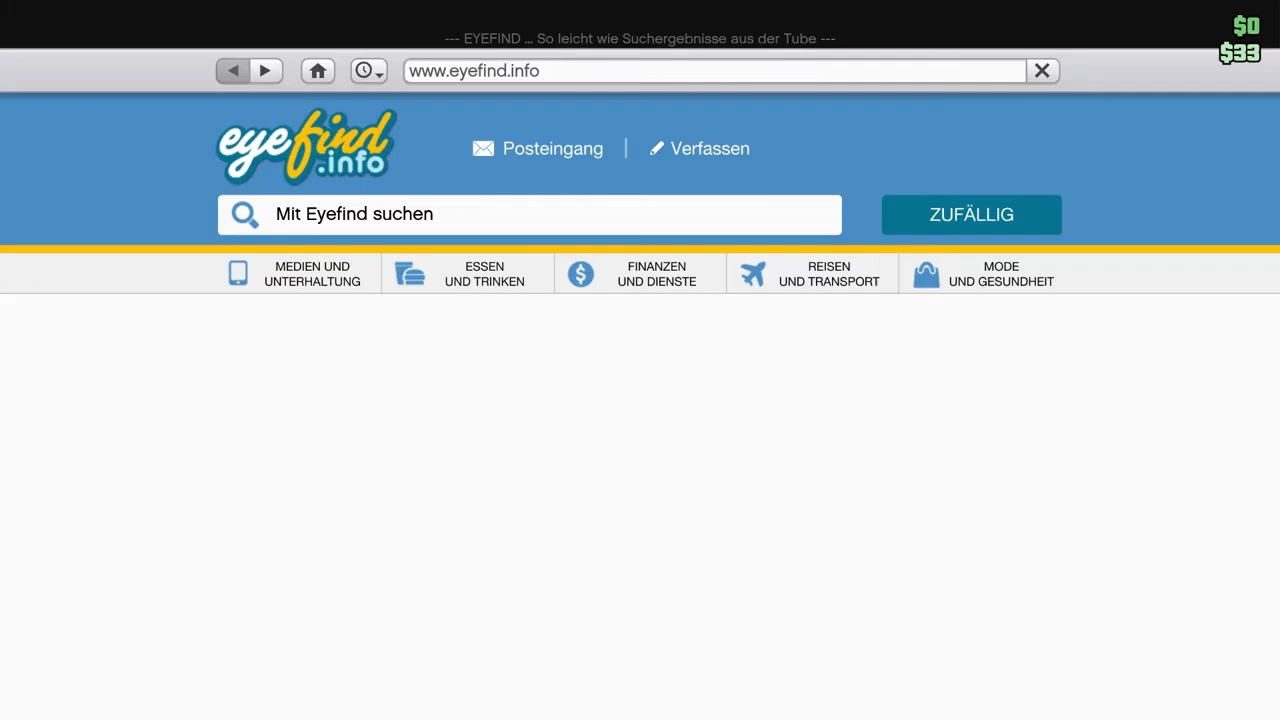 $0
--- EYEFIND ... So leicht wie Suchergebnisse aus der Tube ---
$33
www.eyefind.info
eyefind
.info
Posteingang | Verfassen
Mit Eyefind suchen
ZUFÄLLIG
MEDIEN UND
UNTERHALTUNG
ESSEN
UND TRINKEN
FINANZEN
UND DIENSTE
REISEN
UND TRANSPORT
MODE
UND GESUNDHEIT